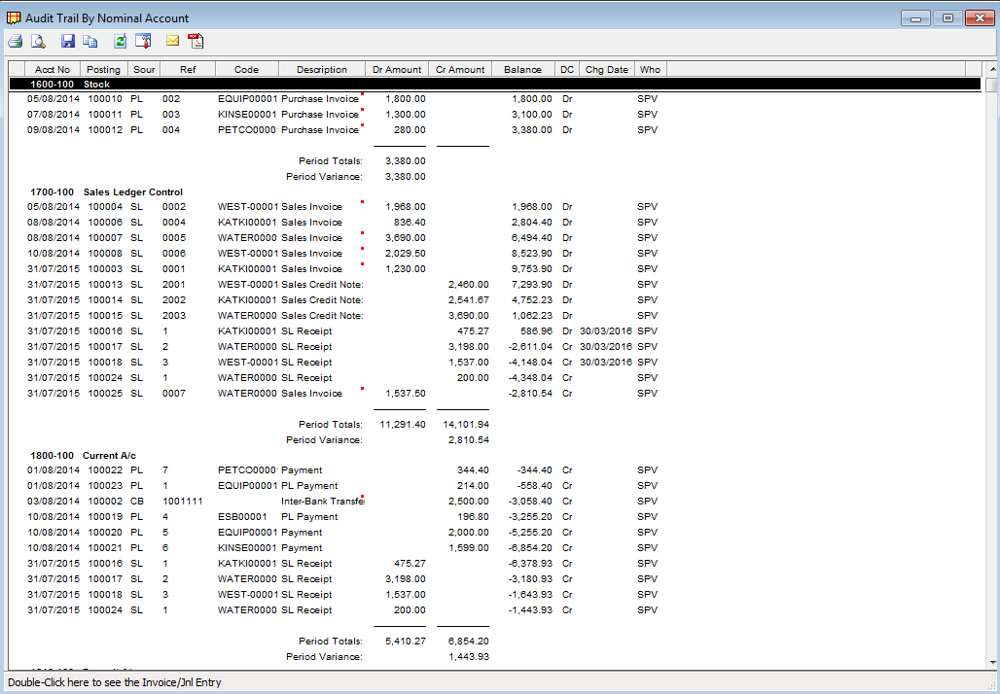 Audit Trail By Nominal Account
Acct No Posting Sour Ref Code Description Dr Amount Cr Amount Balance DC Chg Date Who
1600-100 Stock
05/08/2014 100010 PL 002 EQUIP00001 Purchase Invoice 1,800.00 1,800.00 Dr SPV
07/08/2014 100011 PL 003 KINSE00001 Purchase Invoice 1,300.00 3,100.00 Dr SPV
09/08/2014 100012 PL 004 PETCO0000 Purchase Invoice 280.00 3,380.00 Dr SPV
Period Totals: 3,380.00
Period Variance: 3,380.00
1700-100 Sales Ledger Control
05/08/2014 100004 SL 0002 WEST-00001 Sales Invoice 1,968.00 1,968.00 Dr SPV
08/08/2014 100006 SL 0004 KATKI00001 Sales Invoice 836.40 2,804.40 Dr SPV
08/08/2014 100007 SL 0005 WATER0000 Sales Invoice 3,690.00 6,494.40 Dr SPV
10/08/2014 100008 SL 0006 WEST-00001 Sales Invoice 2,029.50 8,523.90 Dr SPV
31/07/2015 100003 SL 0001 KATKI00001 Sales Invoice 1,230.00 9,753.90 Dr SPV
31/07/2015 100013 SL 2001 WEST-00001 Sales Credit Note: 2,460.00 7,293.90 Dr SPV
31/07/2015 100014 SL 2002 KATKI00001 Sales Credit Note: 2,541.67 4,752.23 Dr SPV
31/07/2015 100015 SL 2003 WATER0000 Sales Credit Note: 3,690.00 1,062.23 Dr SPV
31/07/2015 100016 SL 1 KATKI00001 SL Receipt 475.27 586.96 Dr 30/03/2016 SPV
31/07/2015 100017 SL 2 WATER0000 SL Receipt 3,198.00 -2,611.04 Cr 30/03/2016 SPV
31/07/2015 100018 SL 3 WEST-00001 SL Receipt 1,537.00 -4,148.04 Cr 30/03/2016 SPV
31/07/2015 100024 SL 1 WATER0000 SL Receipt 200.00 -4,348.04 Cr SPV
31/07/2015 100025 SL 0007 WATER0000 Sales Invoice 1,537.50 -2,810.54 Cr SPV
Period Totals: 11,291.40 14,101.94
Period Variance: 2,810.54
1800-100 Current A/c
01/08/2014 100022 PL 7 PETCO0000 Payment 344.40 -344.40 Cr SPV
01/08/2014 100023 PL 1 EQUIP00001 PL Payment 214.00 -558.40 Cr SPV
03/08/2014 100002 CB 1001111 Inter-Bank Transfe 2,500.00 -3,058.40 Cr SPV
10/08/2014 100019 PL 4 ESB00001 PL Payment 196.80 -3,255.20 Cr SPV
10/08/2014 100020 PL 5 EQUIP00001 Payment 2,000.00 -5,255.20 Cr SPV
10/08/2014 100021 PL 6 KINSE00001 Payment 1,599.00 -6,854.20 Cr SPV
31/07/2015 100016 SL 1 KATKI00001 SL Receipt 475.27 -6,378.93 Cr SPV
31/07/2015 100017 SL 2 WATER0000 SL Receipt 3,198.00 -3,180.93 Cr SPV
31/07/2015 100018 SL 3 WEST-00001 SL Receipt 1,537.00 -1,643.93 Cr SPV
31/07/2015 100024 SL 1 WATER0000 SL Receipt 200.00 -1,443.93 Cr SPV
Period Totals: 5,410.27 6,854.20
Period Variance: 1,443.93
Double-Click here to see the Invoice/Jnl Entry